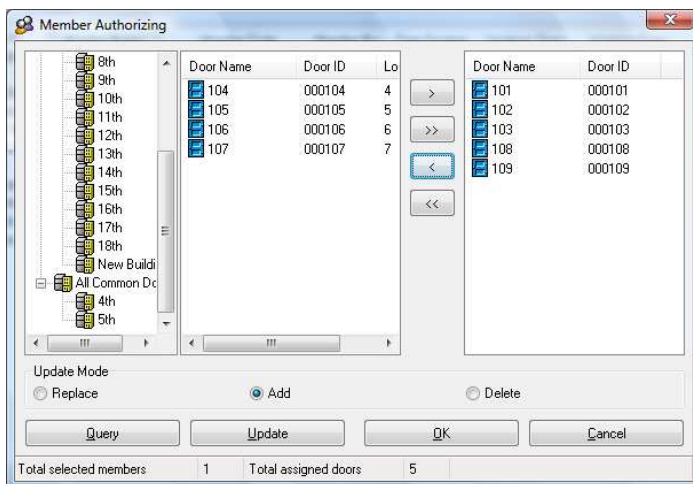 Member Authorizing
8th
9th
10th
11th
12th
13th
14th
15th
16th
17th
18th
New Buildi
All Common Dc
4th
5th
Door Name Door ID Lo
104 000104 4
105 000105 5
106 000106 6
107 000107 7
>
>>
<
<<
Door Name Door ID
101 000101
102 000102
103 000103
108 000108
109 000109
Update Mode
Replace Add Delete
Query Update OK Cancel
Total selected members 1 Total assigned doors 5